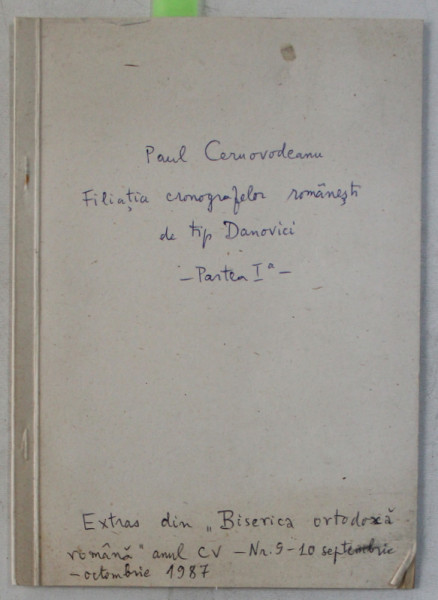 Paul Cernovodeanu
Filiația cronografelor românești
de tip Danovici
– Partea Iª –
Extras din „Biserica ortodoxă
română" anul CV – Nr. 9-10 septembrie
– octombrie 1987